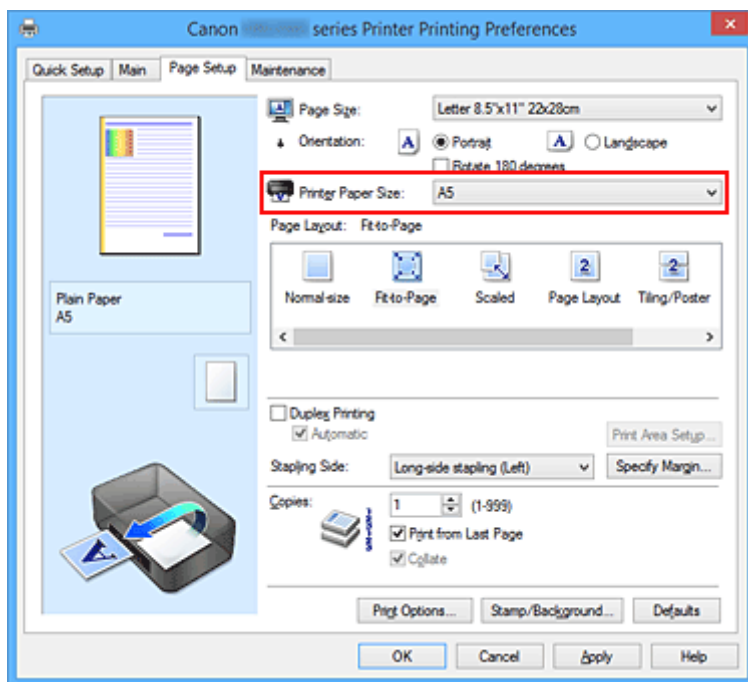 Canon series Printer Printing Preferences
Quick Setup Main Page Setup Maintenance
Page Size: Letter 8.5"x11" 22x28cm
Orientation: A Portrait A Landscape
Rotate 180 degrees
Printer Paper Size: A5
Page Layout: Fit-to-Page
Normal-size Fit-to-Page Scaled Page Layout Tiling/Poster
Plain Paper
A5
Duplex Printing
Automatic
Print Area Setup...
Stapling Side: Long-side stapling (Left) Specify Margin...
Copies: 1 (1-999)
Print from Last Page
Collate
Print Options... Stamp/Background... Defaults
OK Cancel Apply Help